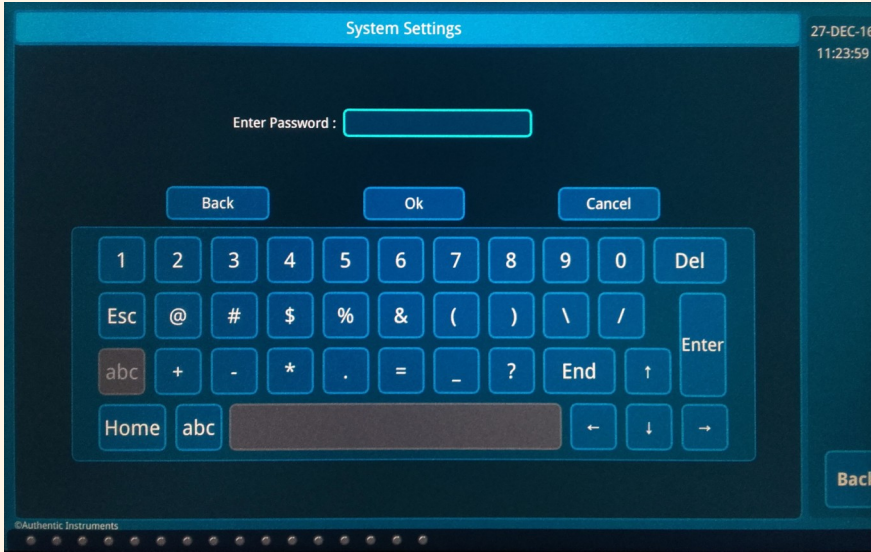 System Settings
27-DEC-16
11:23:59
Enter Password :
Back Ok Cancel
1 2 3 4 5 6 7 8 9 0 Del
Esc @ # $ % & ( ) \ /
Enter
abc + - * . = _ ? End ↑
Home abc ← ↓ →
Back
©Authentic Instruments